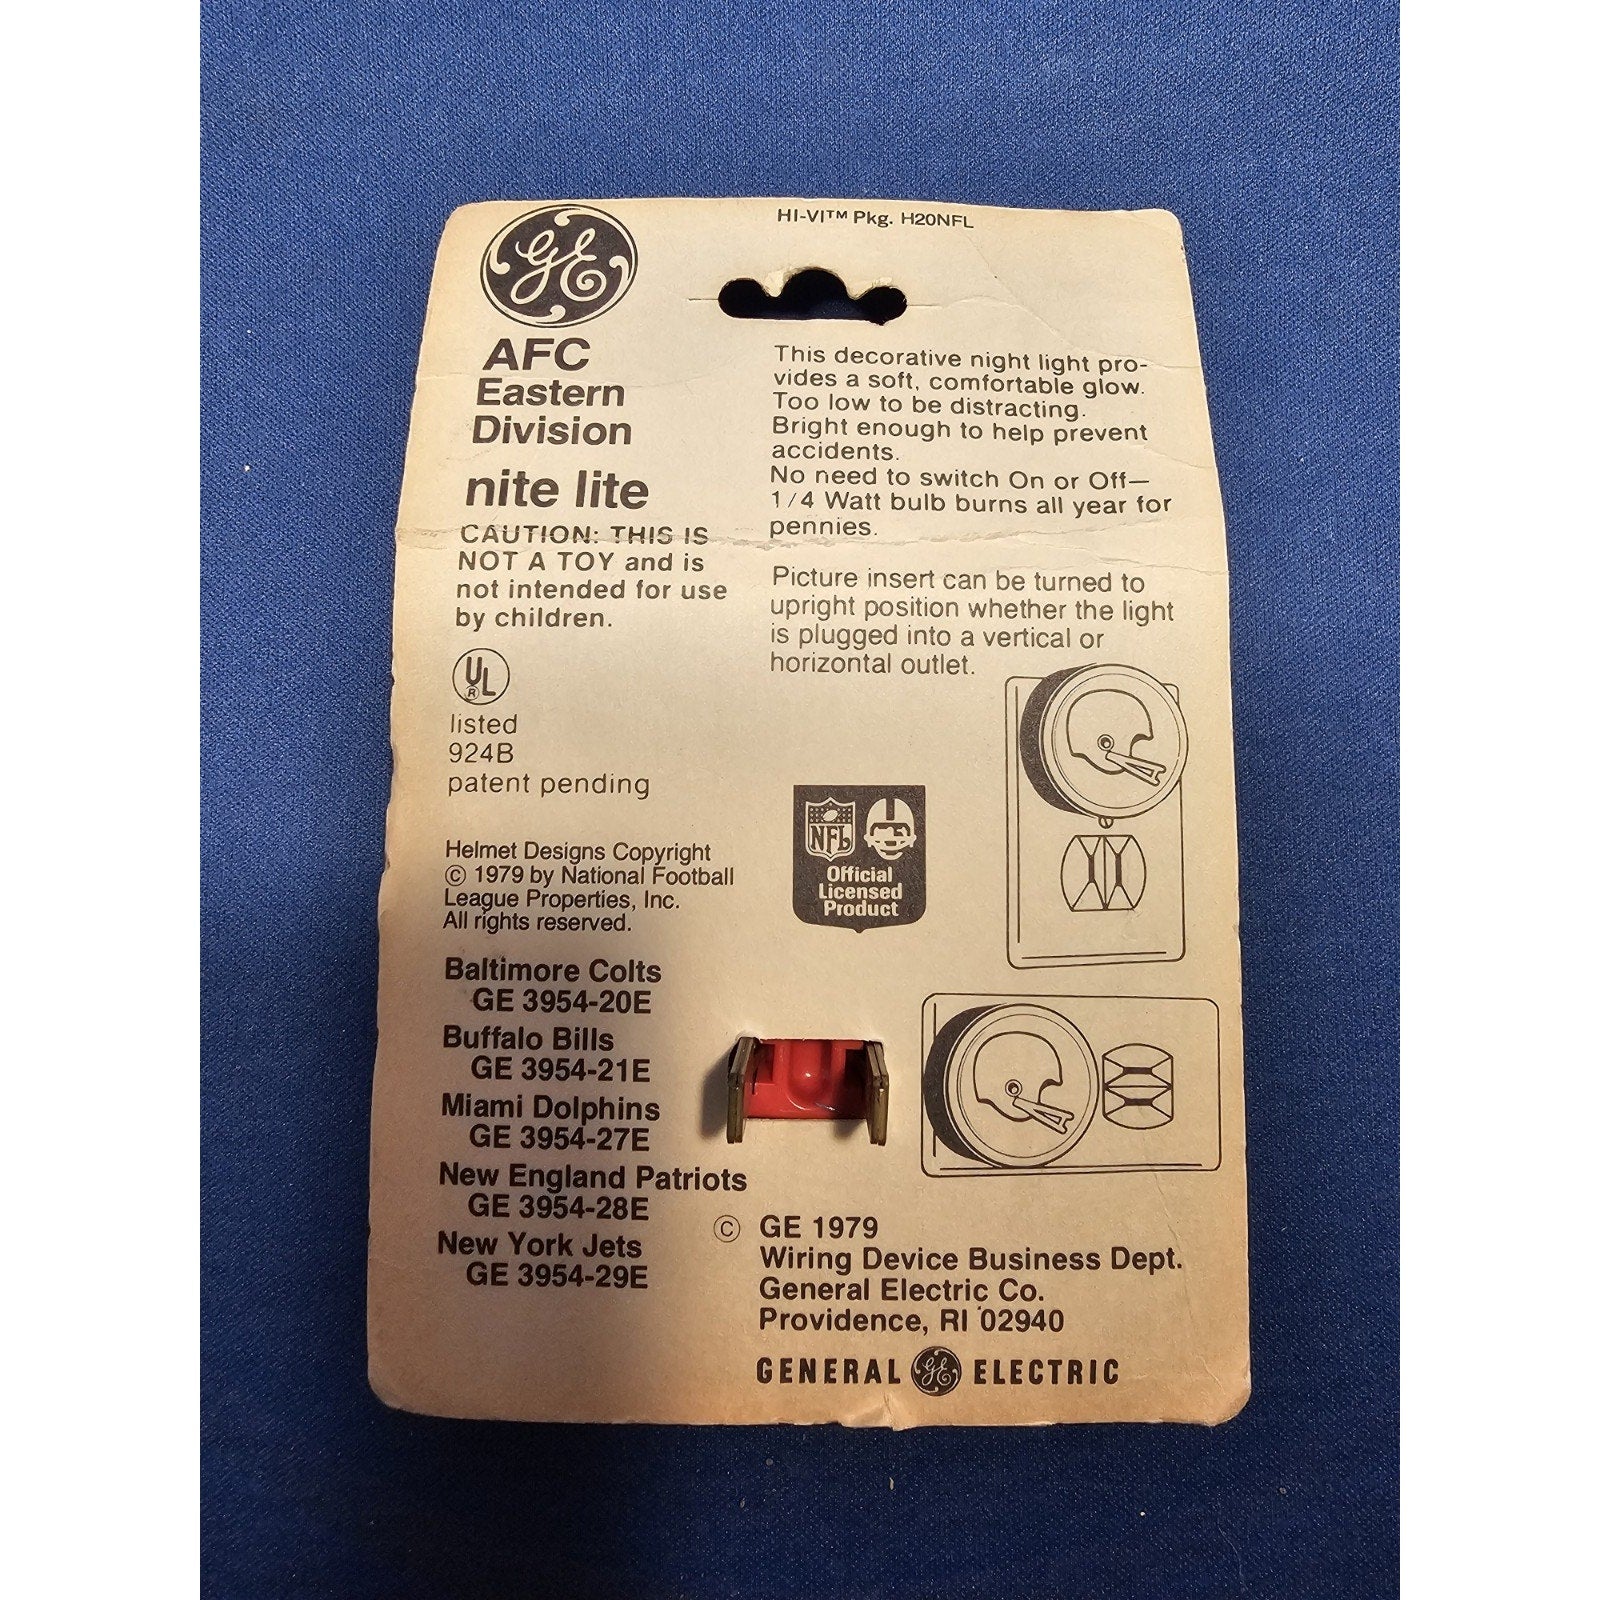 HI-VI™ Pkg. H20NFL
GE
AFC
Eastern
Division
nite lite
CAUTION: THIS IS
NOT A TOY and is
not intended for use
by children.
UL
®
listed
924B
patent pending
Helmet Designs Copyright
© 1979 by National Football
League Properties, Inc.
All rights reserved.
Baltimore Colts
GE 3954-20E
Buffalo Bills
GE 3954-21E
Miami Dolphins
GE 3954-27E
New England Patriots
GE 3954-28E
New York Jets
GE 3954-29E
This decorative night light pro-
vides a soft, comfortable glow.
Too low to be distracting.
Bright enough to help prevent
accidents.
No need to switch On or Off—
1/4 Watt bulb burns all year for
pennies.
Picture insert can be turned to
upright position whether the light
is plugged into a vertical or
horizontal outlet.
NFL
Official
Licensed
Product
© GE 1979
Wiring Device Business Dept.
General Electric Co.
Providence, RI 02940
GENERAL GE ELECTRIC